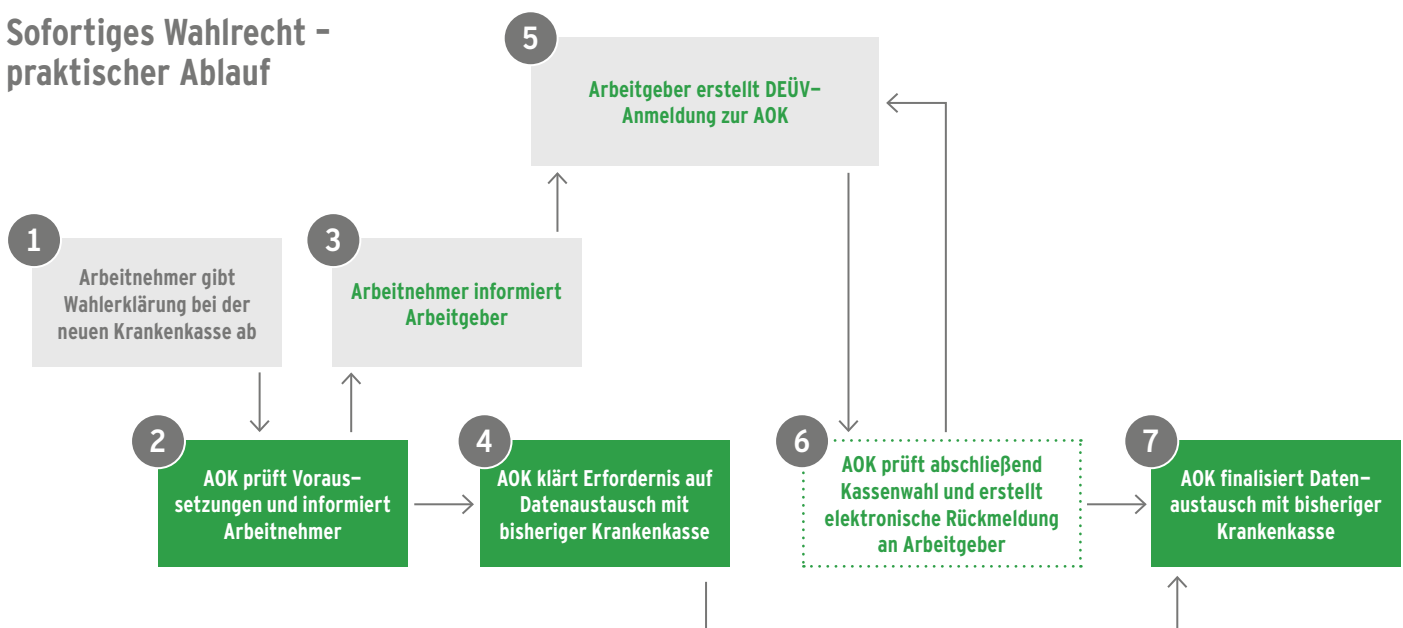 Sofortiges Wahlrecht –
praktischer Ablauf
1
Arbeitnehmer gibt
Wahlerklärung bei der
neuen Krankenkasse ab
2
AOK prüft Voraus–
setzungen und informiert
Arbeitnehmer
3
Arbeitnehmer informiert
Arbeitgeber
4
AOK klärt Erfordernis auf
Datenaustausch mit
bisheriger Krankenkasse
5
Arbeitgeber erstellt DEÜV–
Anmeldung zur AOK
6
AOK prüft abschließend
Kassenwahl und erstellt
elektronische Rückmeldung
an Arbeitgeber
7
AOK finalisiert Daten–
austausch mit bisheriger
Krankenkasse